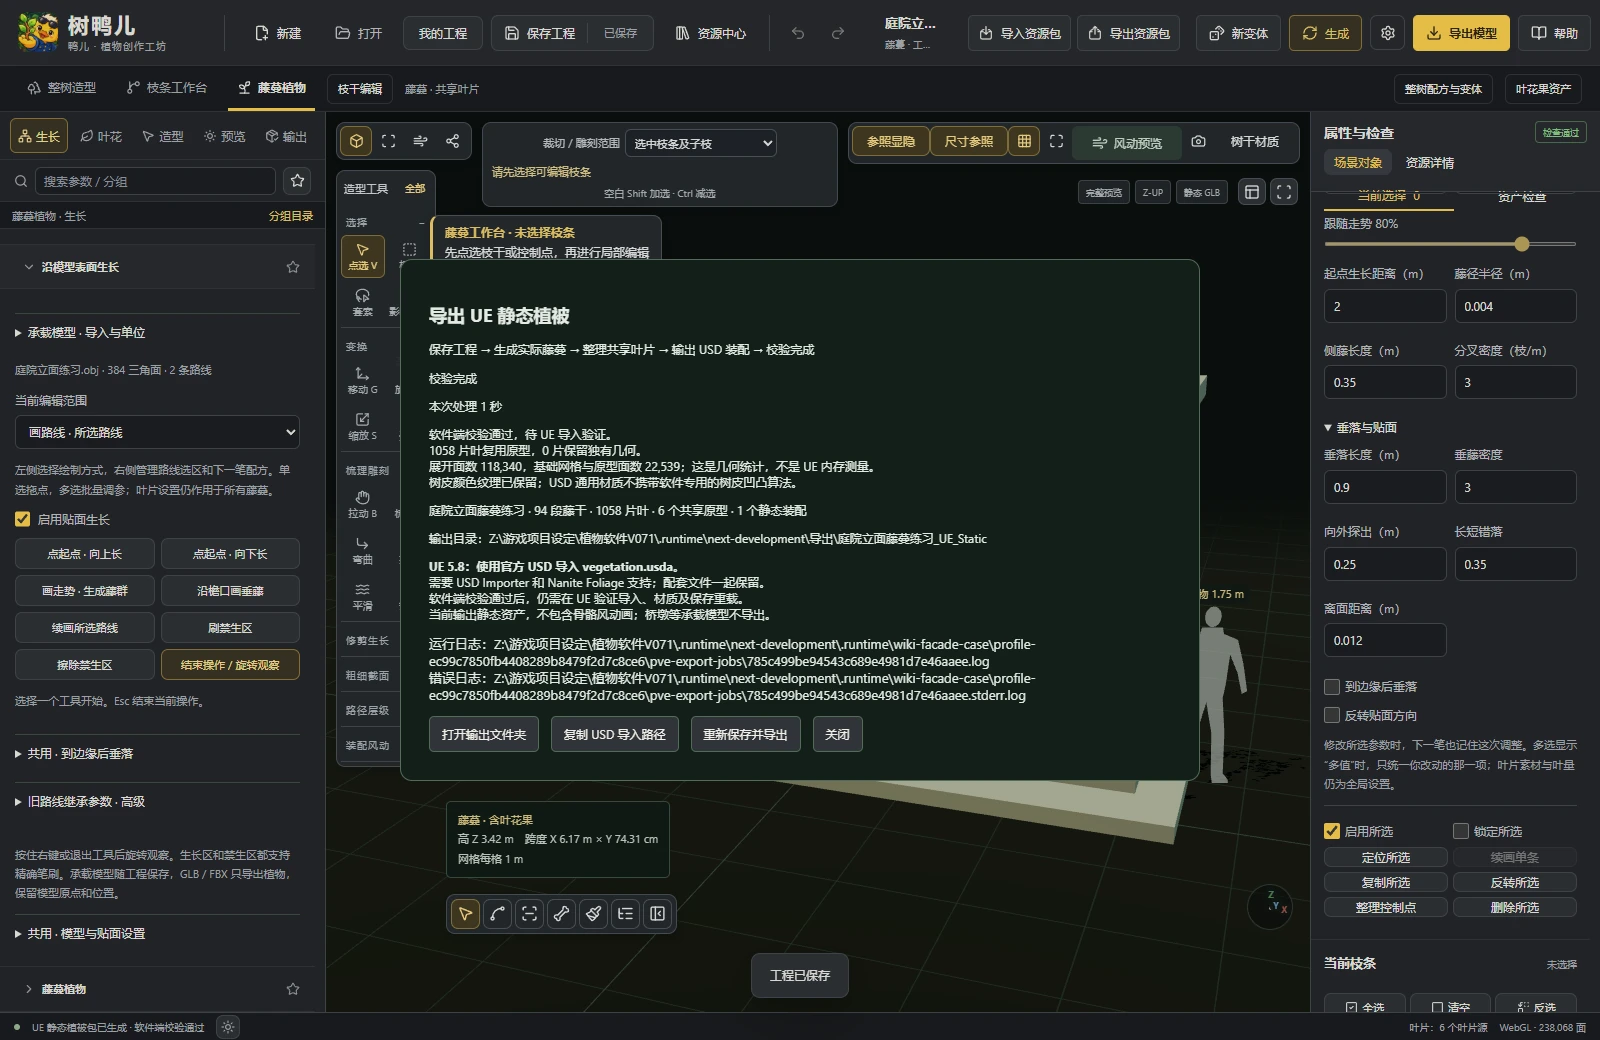 树鸭儿
鸭儿 · 植物创作工坊
新建
打开
我的工程
保存工程
已保存
资源中心
庭院立...
藤蔓 · 工...
导入资源包
导出资源包
新变体
生成
导出模型
帮助
整树造型
枝条工作台
藤蔓植物
枝干编辑
藤蔓 · 共享叶片
整树配方与变体
叶花果资产
生长
叶花
造型
预览
输出
搜索参数 / 分组
藤蔓植物 · 生长
分组目录
沿模型表面生长
承载模型 · 导入与单位
庭院立面练习.obj · 384 三角面 · 2 条路线
当前编辑范围
画路线 · 所选路线
左侧选择绘制方式，右侧管理路线选区和下一笔配方。单
选拖点，多选批量调参；叶片设置仍作用于所有藤蔓。
启用贴面生长
点起点 · 向上长
点起点 · 向下长
画走势 · 生成藤群
沿檐口画垂藤
续画所选路线
刷禁生区
擦除禁生区
结束操作 / 旋转观察
选择一个工具开始。Esc 结束当前操作。
共用 · 到边缘后垂落
旧路线继承参数 · 高级
按住右键或退出工具后旋转观察。生长区和禁生区都支持
精确笔刷。承载模型随工程保存，GLB / FBX 只导出植物，
保留模型原点和位置。
共用 · 模型与贴面设置
藤蔓植物
UE 静态植被包已生成 · 软件端校验通过
裁切 / 雕刻范围
选中枝条及子枝
请先选择可编辑枝条
空白 Shift 加选 · Ctrl 减选
参照显隐
尺寸参照
风动预览
树干材质
完整预览
Z-UP
静态 GLB
造型工具
全部
选择
点选 V
套索
变换
移动 G
缩放 S
梳理雕刻
拉动 B
弯曲
平滑
修剪生长
粗细截面
路径层级
装配风动
藤蔓工作台 · 未选择枝条
先点选枝干或控制点，再进行局部编辑
导出 UE 静态植被
保存工程 → 生成实际藤蔓 → 整理共享叶片 → 输出 USD 装配 → 校验完成
校验完成
本次处理 1 秒
软件端校验通过，待 UE 导入验证。
1058 片叶复用原型，0 片保留独有几何。
展开面数 118,340，基础网格与原型面数 22,539；这是几何统计，不是 UE 内存测量。
树皮颜色纹理已保留；USD 通用材质不携带软件专用的树皮凹凸算法。
庭院立面藤蔓练习 · 94 段藤干 · 1058 片叶 · 6 个共享原型 · 1 个静态装配
输出目录：Z:\游戏项目设定\植物软件V071\.runtime\next-development\导出\庭院立面藤蔓练习_UE_Static
UE 5.8：使用官方 USD 导入 vegetation.usda。
需要 USD Importer 和 Nanite Foliage 支持；配套文件一起保留。
软件端校验通过后，仍需在 UE 验证导入、材质及保存重载。
当前输出静态资产，不包含骨骼风动画；桥墩等承载模型不导出。
运行日志：Z:\游戏项目设定\植物软件V071\.runtime\next-development\.runtime\wiki-facade-case\profile-
ec99c7850fb4408289b8479f2d7c8ce6\pve-export-jobs\785c499be94543c689e4981d7e46aaee.log
错误日志：Z:\游戏项目设定\植物软件V071\.runtime\next-development\.runtime\wiki-facade-case\profile-
ec99c7850fb4408289b8479f2d7c8ce6\pve-export-jobs\785c499be94543c689e4981d7e46aaee.stderr.log
打开输出文件夹
复制 USD 导入路径
重新保存并导出
关闭
物 1.75 m
藤蔓 · 含叶花果
高 Z 3.42 m 跨度 X 6.17 m × Y 74.31 cm
网格每格 1 m
Z
Y
X
工程已保存
属性与检查
检查通过
场景对象
资源详情
当前选择 0
资产检查
跟随走势 80%
起点生长距离（m）
藤径半径（m）
2
0.004
侧藤长度（m）
分叉密度（枝/m）
0.35
3
垂落与贴面
垂落长度（m）
垂藤密度
0.9
3
向外探出（m）
长短错落
0.25
0.35
离面距离（m）
0.012
到边缘后垂落
反转贴面方向
修改所选参数时，下一笔也记住这次调整。多选显示
“多值”时，只统一你改动的那一项；叶片素材与叶量
仍为全局设置。
启用所选
锁定所选
定位所选
续画单条
复制所选
反转所选
整理控制点
删除所选
当前枝条
未选择
全选
清空
反选
叶片：6 个叶片源
WebGL · 238,068 面